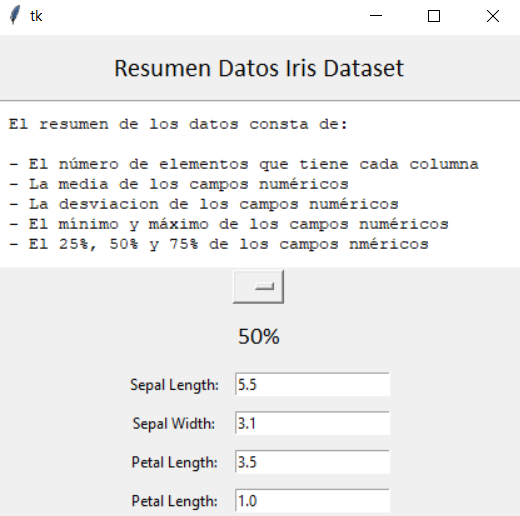 tk
Resumen Datos Iris Dataset
El resumen de los datos consta de:
- El número de elementos que tiene cada columna
- La media de los campos numéricos
- La desviacion de los campos numéricos
- El mínimo y máximo de los campos numéricos
- El 25%, 50% y 75% de los campos nméricos
50%
Sepal Length: 5.5
Sepal Width: 3.1
Petal Length: 3.5
Petal Length: 1.0